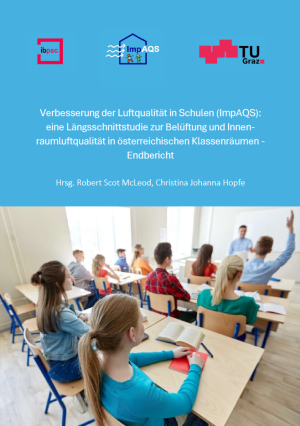 ibpsc
ImpAQS
TU
Graz
Verbesserung der Luftqualität in Schulen (ImpAQS):
eine Längsschnittstudie zur Belüftung und Innen-
raumluftqualität in österreichischen Klassenräumen -
Endbericht
Hrsg. Robert Scot McLeod, Christina Johanna Hopfe